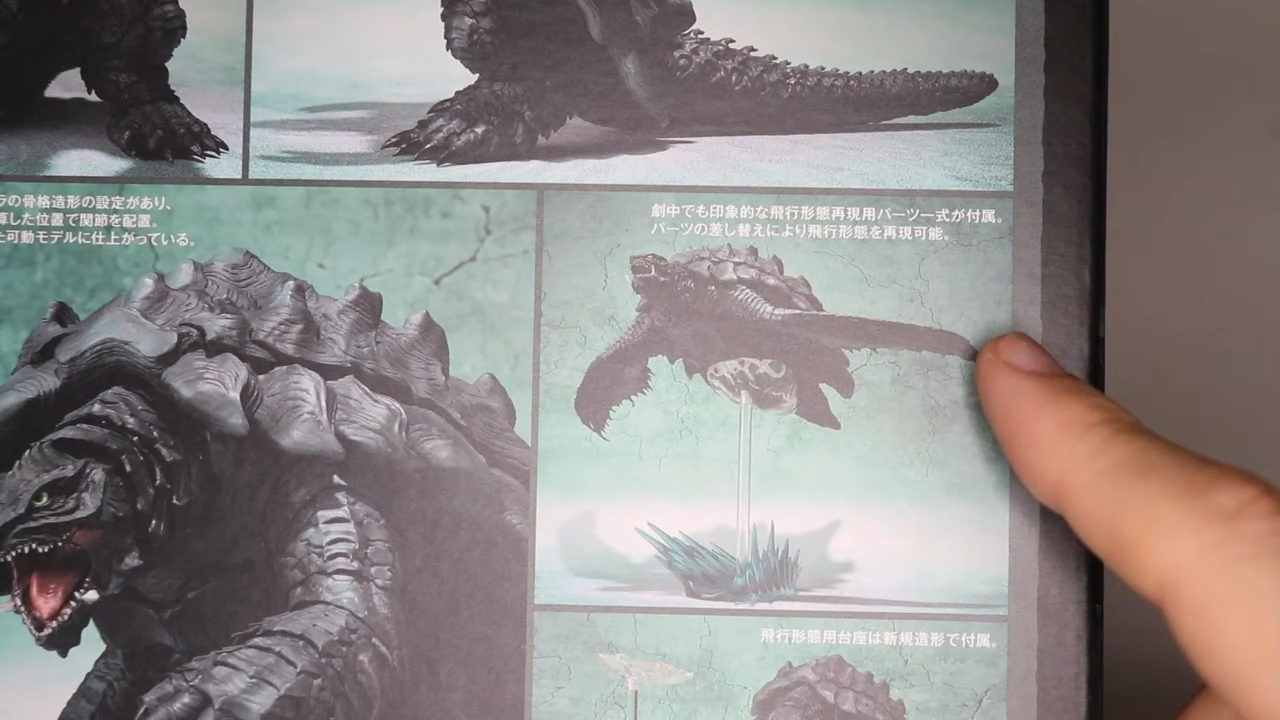 ラの骨格造形の設定があり、
算した位置で関節を配置。
た可動モデルに仕上がっている。
劇中でも印象的な飛行形態再現用パーツ一式が付属。
パーツの差し替えにより飛行形態を再現可能。
飛行形態用台座は新規造形で付属。